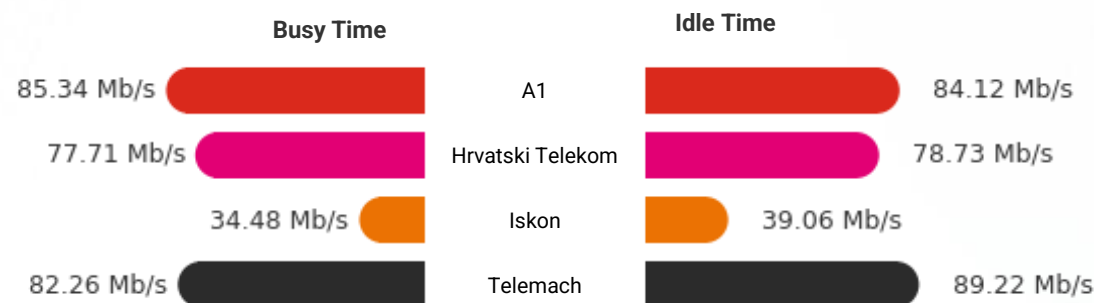 Busy Time Idle Time
85.34 Mb/s A1 84.12 Mb/s
77.71 Mb/s Hrvatski Telekom 78.73 Mb/s
34.48 Mb/s Iskon 39.06 Mb/s
82.26 Mb/s Telemach 89.22 Mb/s